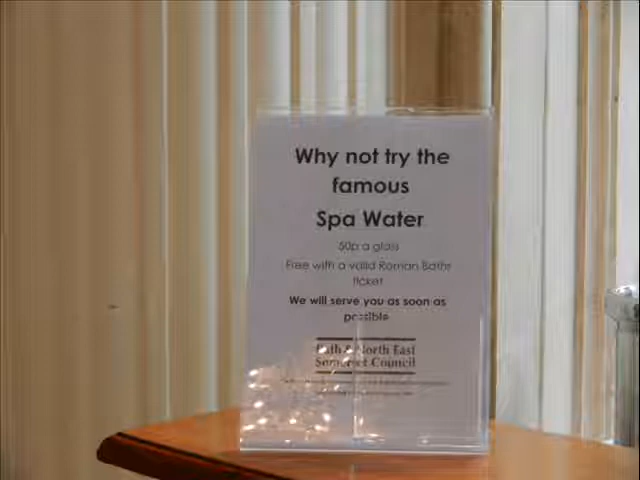 Why not try the
famous
Spa Water
50p a glass
Free with a valid Roman Baths
ticket
We will serve you as soon as
possible
Bath & North East
Somerset Council